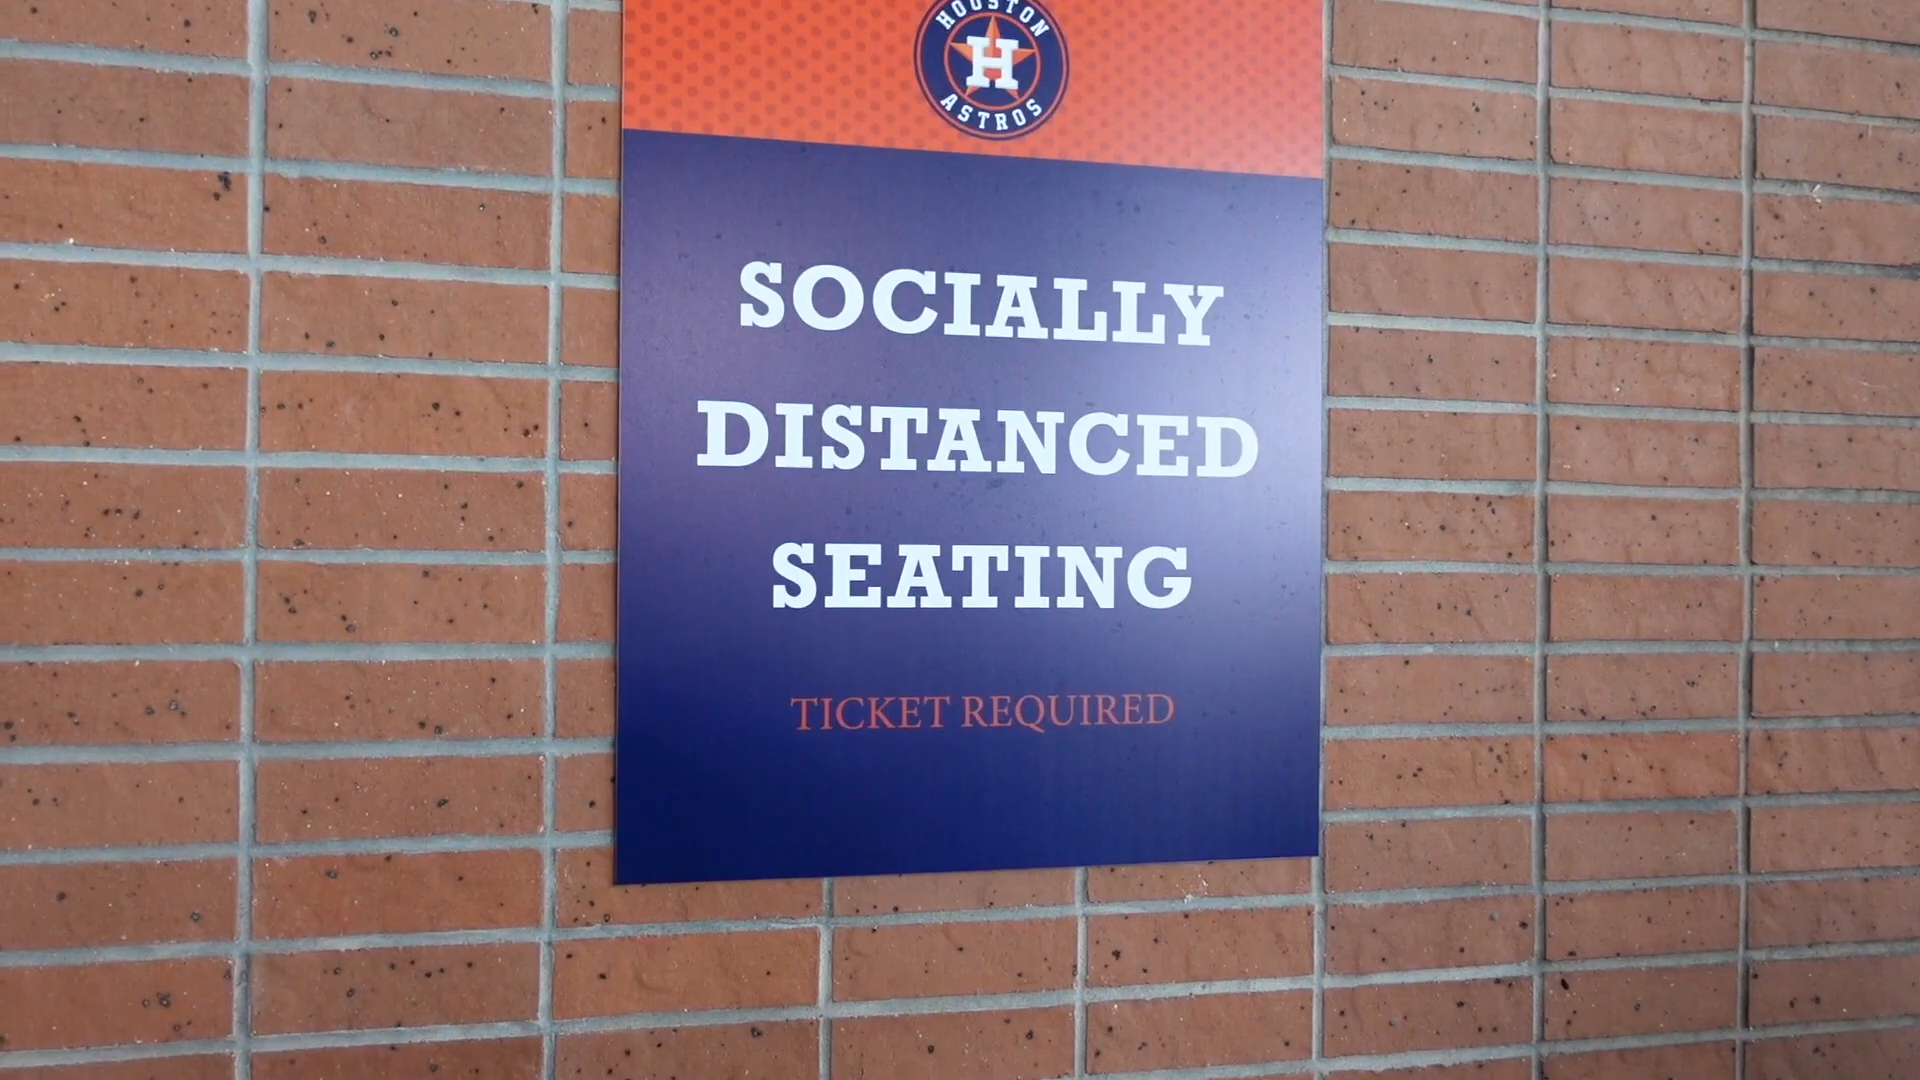 HOUSTON
H
ASTROS
SOCIALLY
DISTANCED
SEATING
TICKET REQUIRED